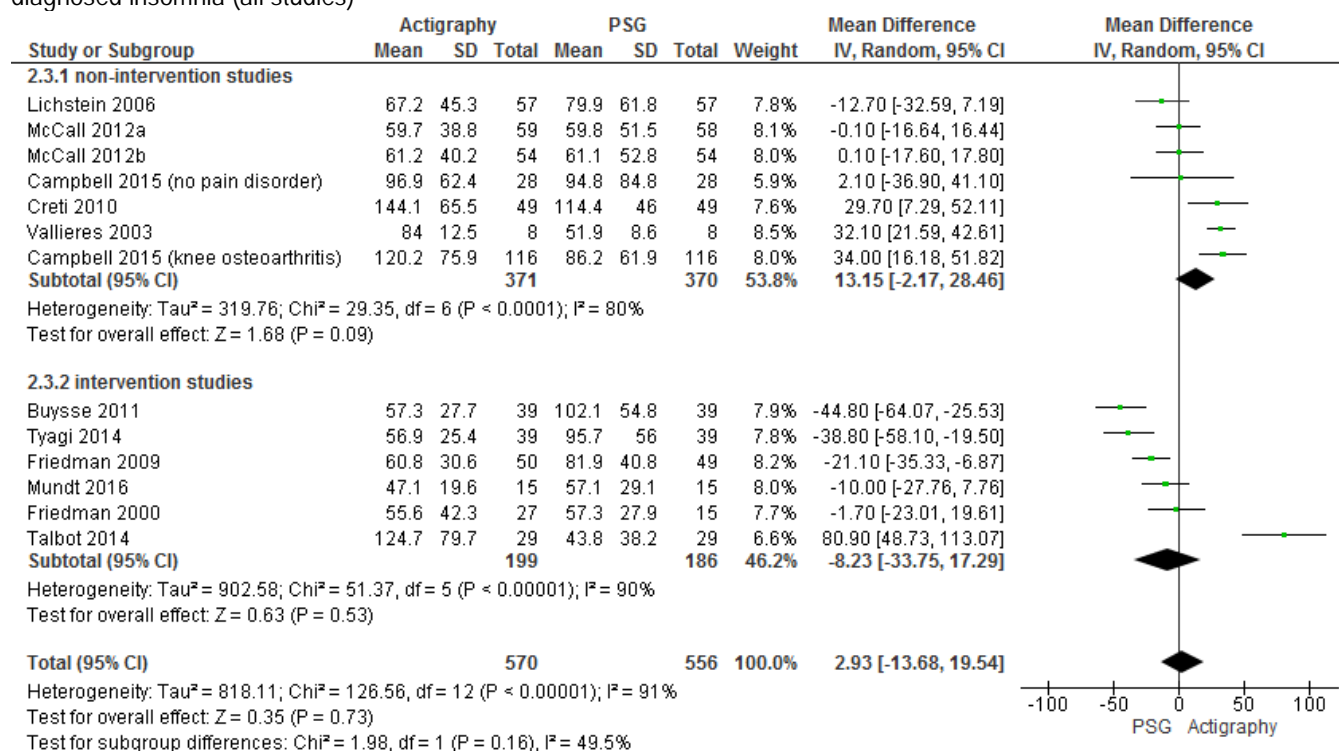 diagnosed insomnia (all studies)
Actigraphy PSG Mean Difference Mean Difference
Study or Subgroup Mean SD Total Mean SD Total Weight IV, Random, 95% CI IV, Random, 95% CI
2.3.1 non-intervention studies
Lichstein 2006 67.2 45.3 57 79.9 61.8 57 7.8% -12.70 [-32.59, 7.19]
McCall 2012a 59.7 38.8 59 59.8 51.5 58 8.1% -0.10 [-16.64, 16.44]
McCall 2012b 61.2 40.2 54 61.1 52.8 54 8.0% 0.10 [-17.60, 17.80]
Campbell 2015 (no pain disorder) 96.9 62.4 28 94.8 84.8 28 5.9% 2.10 [-36.90, 41.10]
Creti 2010 144.1 65.5 49 114.4 46 49 7.6% 29.70 [7.29, 52.11]
Vallieres 2003 84 12.5 8 51.9 8.6 8 8.5% 32.10 [21.59, 42.61]
Campbell 2015 (knee osteoarthritis) 120.2 75.9 116 86.2 61.9 116 8.0% 34.00 [16.18, 51.82]
Subtotal (95% CI) 371 370 53.8% 13.15 [-2.17, 28.46]
Heterogeneity: Tau² = 319.76; Chi² = 29.35, df = 6 (P < 0.0001); I² = 80%
Test for overall effect: Z = 1.68 (P = 0.09)
2.3.2 intervention studies
Buysse 2011 57.3 27.7 39 102.1 54.8 39 7.9% -44.80 [-64.07, -25.53]
Tyagi 2014 56.9 25.4 39 95.7 56 39 7.8% -38.80 [-58.10, -19.50]
Friedman 2009 60.8 30.6 50 81.9 40.8 49 8.2% -21.10 [-35.33, -6.87]
Mundt 2016 47.1 19.6 15 57.1 29.1 15 8.0% -10.00 [-27.76, 7.76]
Friedman 2000 55.6 42.3 27 57.3 27.9 15 7.7% -1.70 [-23.01, 19.61]
Talbot 2014 124.7 79.7 29 43.8 38.2 29 6.6% 80.90 [48.73, 113.07]
Subtotal (95% CI) 199 186 46.2% -8.23 [-33.75, 17.29]
Heterogeneity: Tau² = 902.58; Chi² = 51.37, df = 5 (P < 0.00001); I² = 90%
Test for overall effect: Z = 0.63 (P = 0.53)
Total (95% CI) 570 556 100.0% 2.93 [-13.68, 19.54]
Heterogeneity: Tau² = 818.11; Chi² = 126.56, df = 12 (P < 0.00001); I² = 91%
Test for overall effect: Z = 0.35 (P = 0.73)
Test for subgroup differences: Chi² = 1.98, df = 1 (P = 0.16), I² = 49.5%
-100 -50 0 50 100
PSG Actigraphy